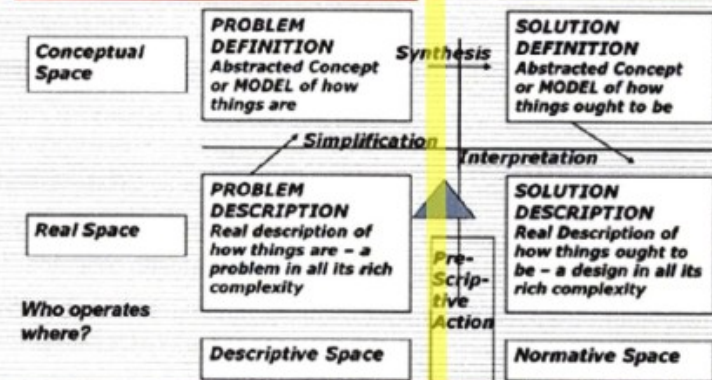 PROBLEM
DEFINITION
Abstracted Concept
or MODEL of how
things are
SOLUTION
DEFINITION
Abstracted Concept
or MODEL of how
things ought to be
Conceptual
Space
Synthesis
Simplification
Interpretation
PROBLEM
DESCRIPTION
Real description of
how things are – a
problem in all its rich
complexity
SOLUTION
DESCRIPTION
Real Description of
how things ought to
be – a design in all its
rich complexity
Real Space
Pre-
Scrip-
tive
Action
Who operates
where?
Descriptive Space
Normative Space